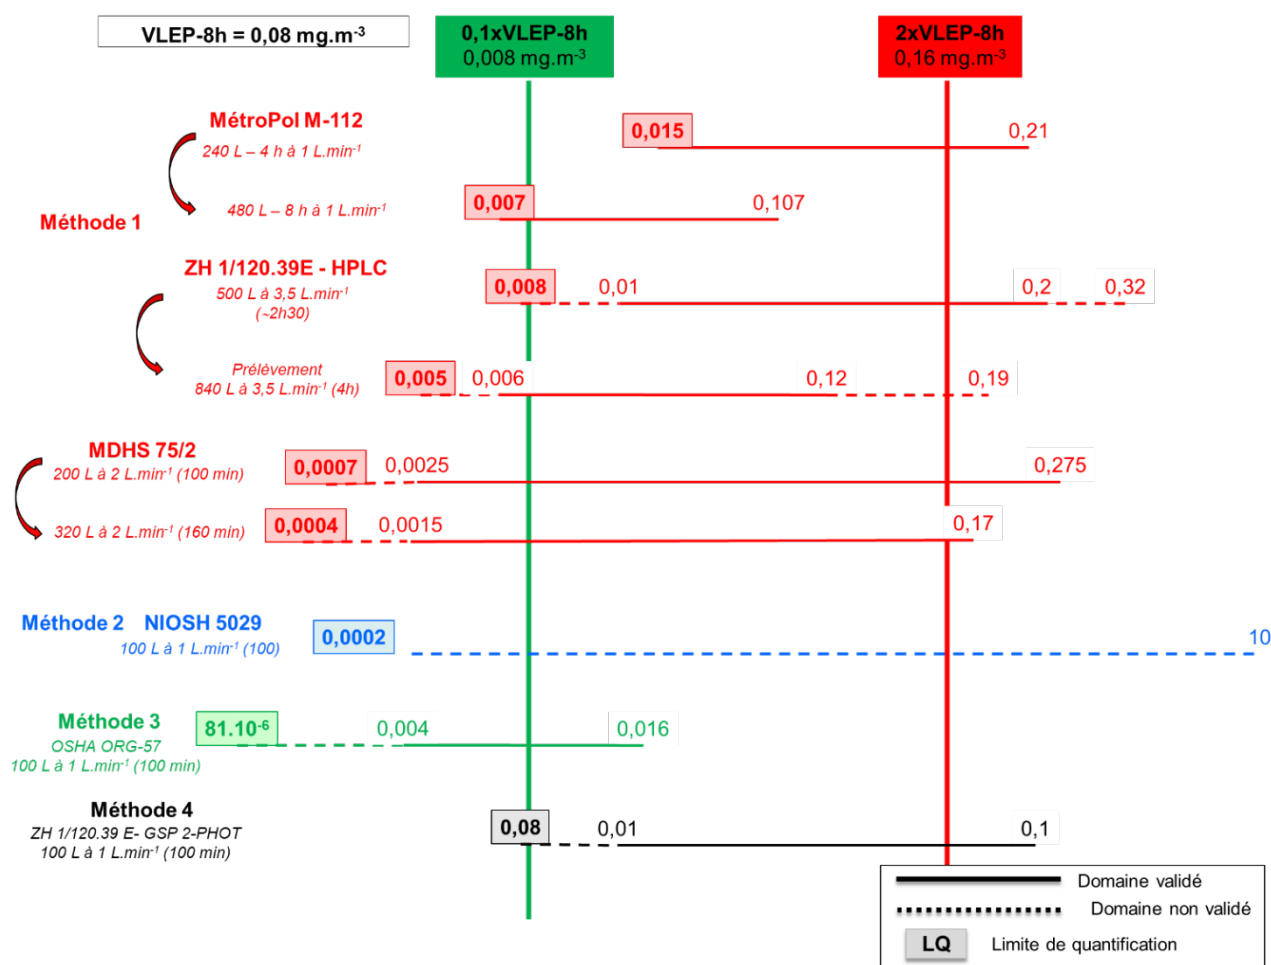 VLEP-8h = 0,08 mg.m-3
0,1xVLEP-8h
0,008 mg.m-3
2xVLEP-8h
0,16 mg.m-3
MétroPol M-112
240 L – 4 h à 1 L.min-1
0,015
0,21
480 L – 8 h à 1 L.min-1
0,007
0,107
Méthode 1
ZH 1/120.39E - HPLC
500 L à 3,5 L.min-1
(~2h30)
0,008
0,01
0,2
0,32
Prélèvement
840 L à 3,5 L.min-1 (4h)
0,005
0,006
0,12
0,19
MDHS 75/2
200 L à 2 L.min-1 (100 min)
0,0007
0,0025
0,275
320 L à 2 L.min-1 (160 min)
0,0004
0,0015
0,17
Méthode 2 NIOSH 5029
100 L à 1 L.min-1 (100)
0,0002
10
Méthode 3
OSHA ORG-57
100 L à 1 L.min-1 (100 min)
81.10-6
0,004
0,016
Méthode 4
ZH 1/120.39 E- GSP 2-PHOT
100 L à 1 L.min-1 (100 min)
0,08
0,01
0,1
Domaine validé
Domaine non validé
LQ Limite de quantification